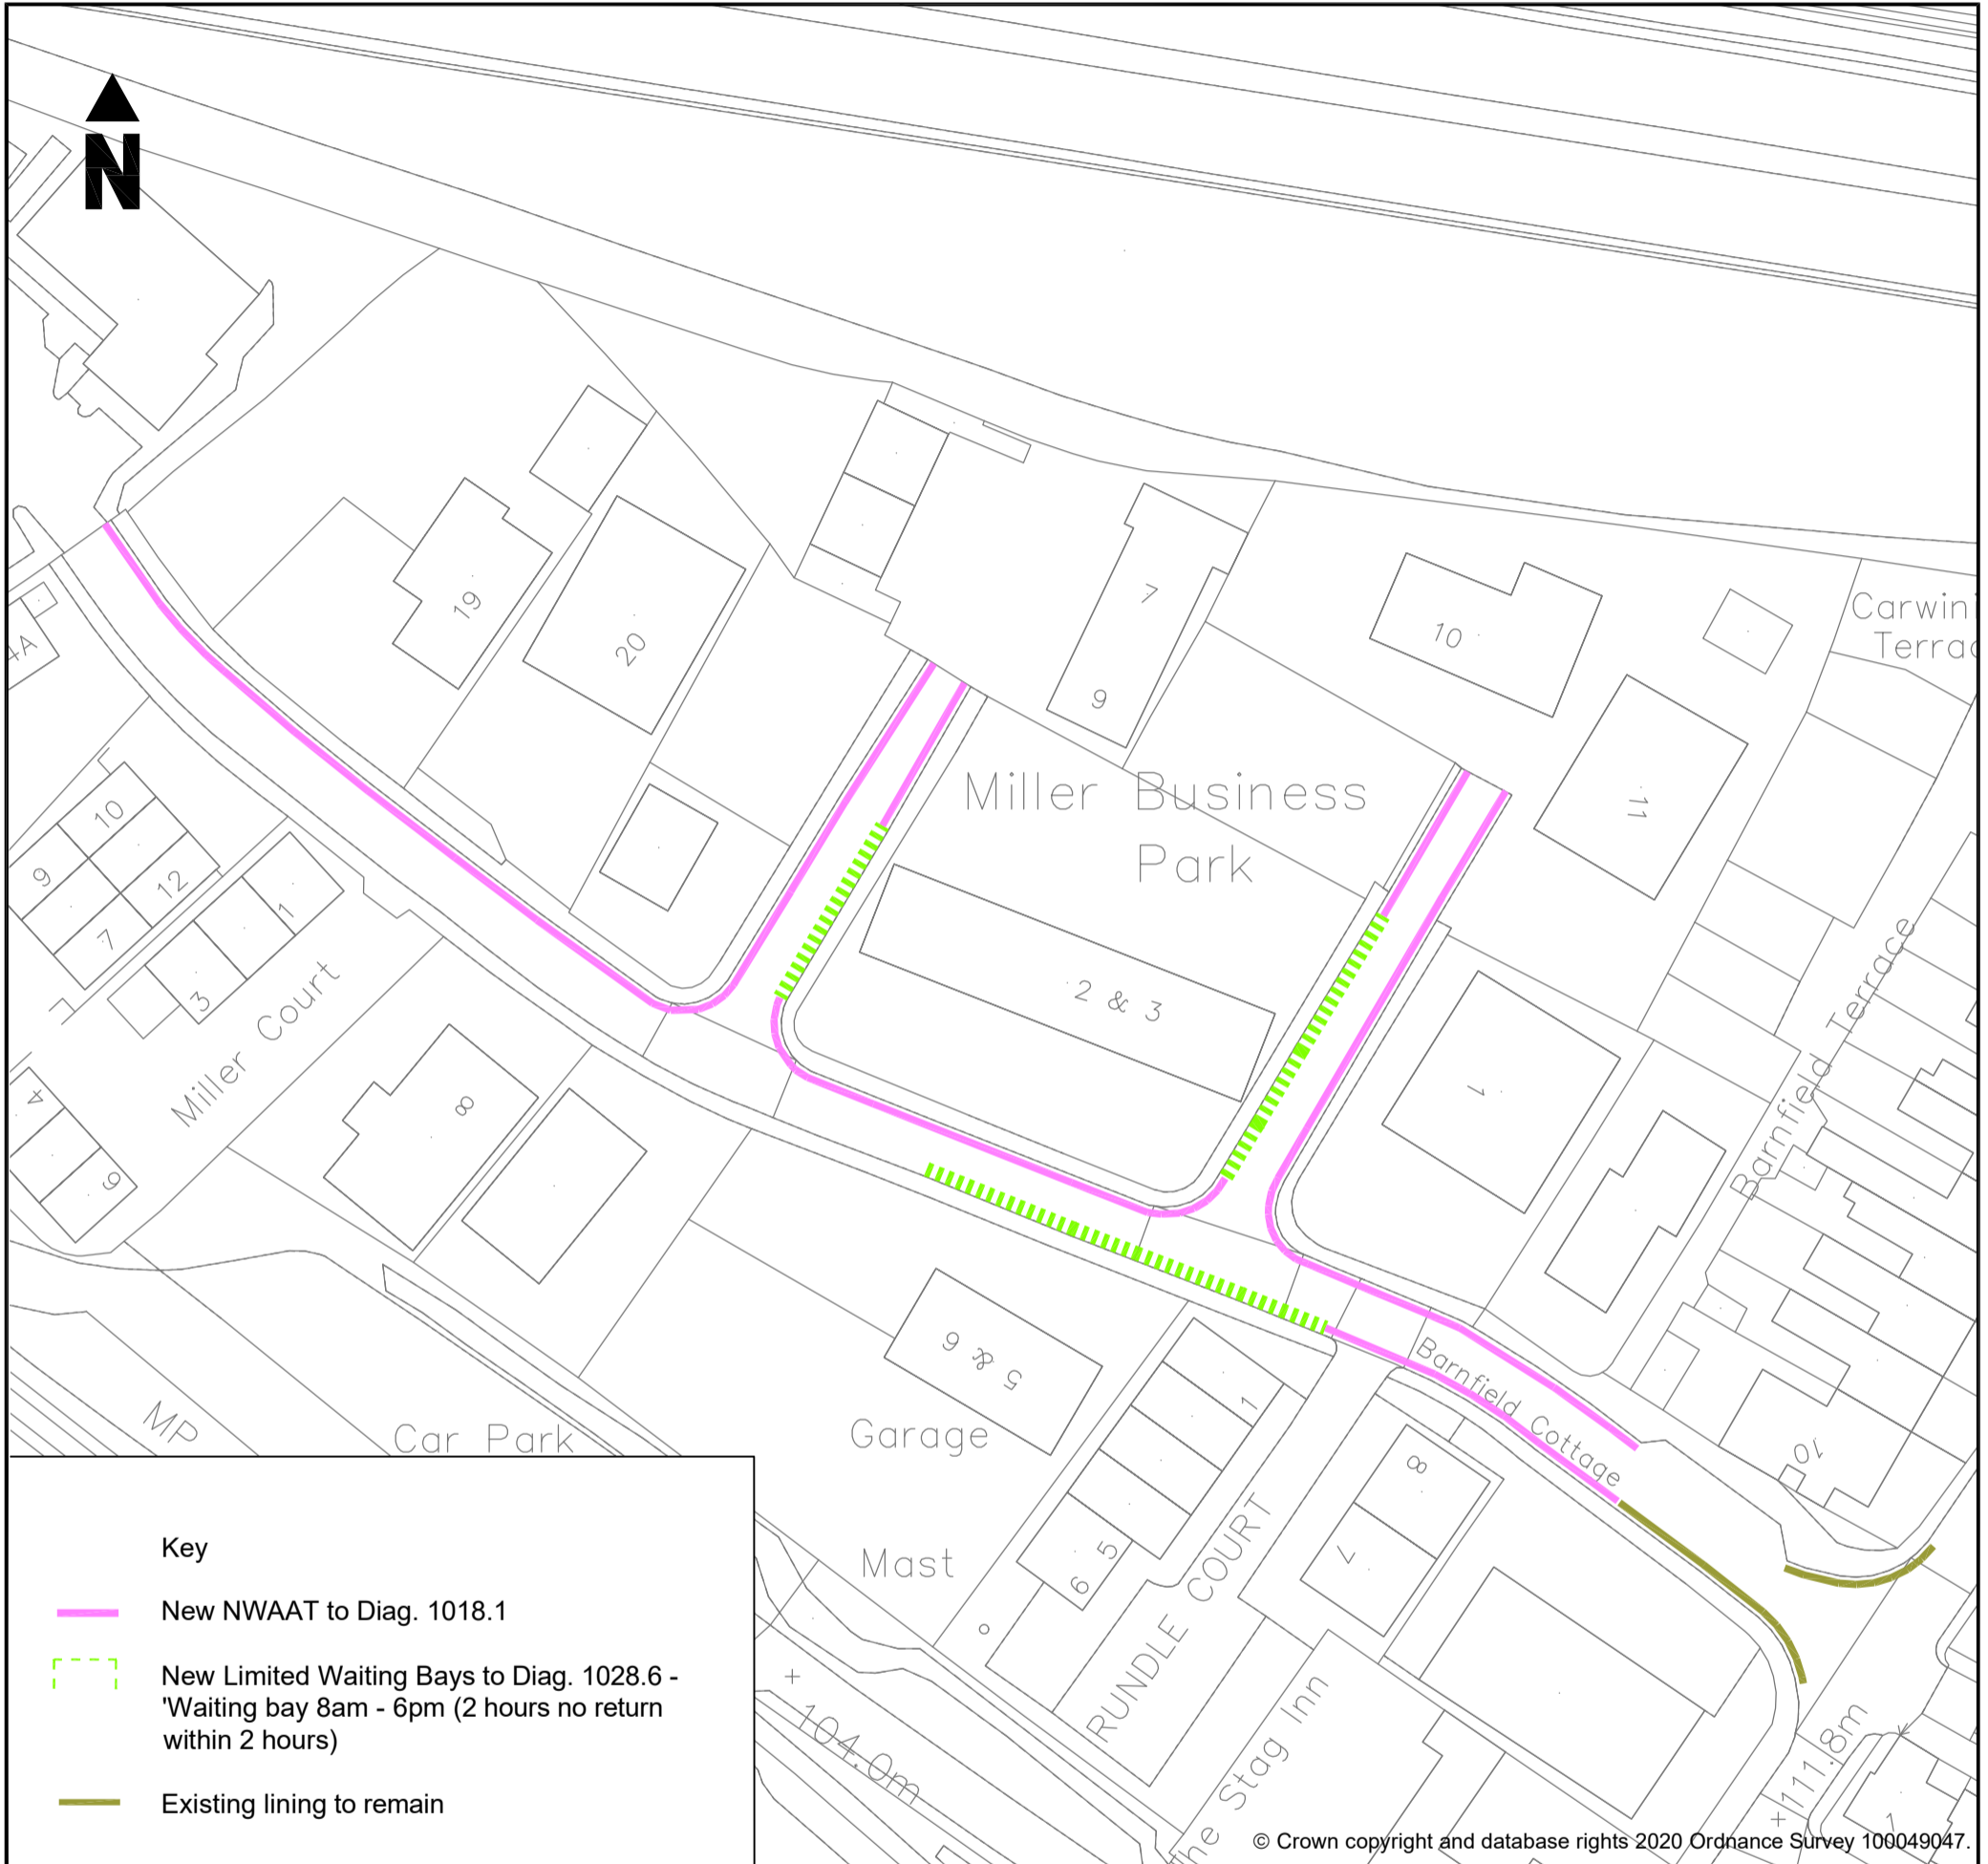 N
Carwin
Terrac
4A
19
20
7
9
10
11
Miller Business
Park
10
9
12
7
1
3
2 & 3
Miller Court
4
6
8
1
Barnfield Terrace
5 & 6
Garage
Barnfield Cottage
10
MP
Car Park
1
8
7
Mast
5
6
RUNDLE COURT
The Stag Inn
104.0m
111.8m
1
Key
New NWAAT to Diag. 1018.1
New Limited Waiting Bays to Diag. 1028.6 -
'Waiting bay 8am - 6pm (2 hours no return
within 2 hours)
Existing lining to remain
© Crown copyright and database rights 2020 Ordnance Survey 100049047.